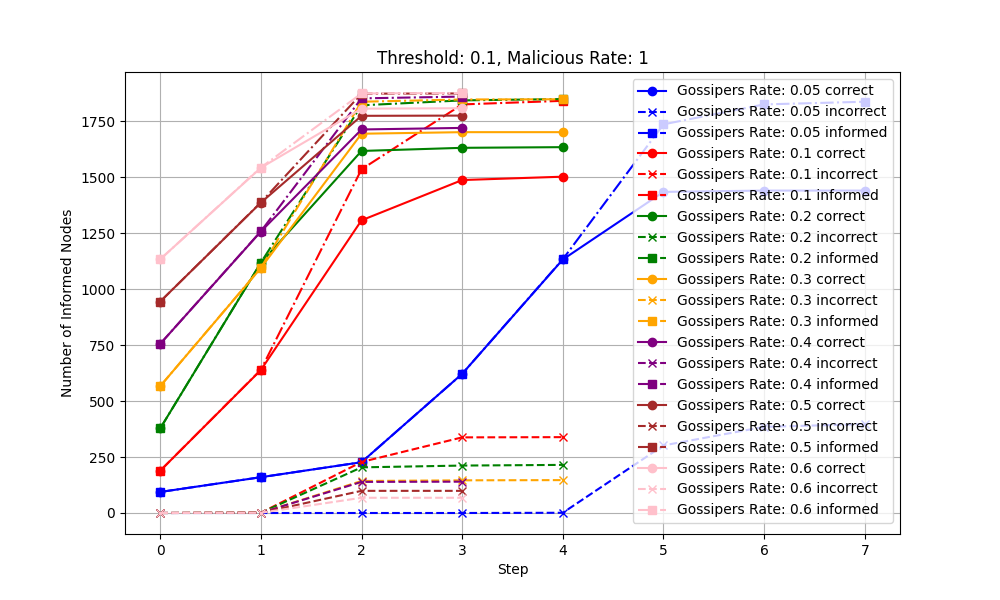 Threshold: 0.1, Malicious Rate: 1
Number of Informed Nodes
1750
1500
1250
1000
750
500
250
0
0 1 2 3 4 5 6 7
Step
Gossipers Rate: 0.05 correct
Gossipers Rate: 0.05 incorrect
Gossipers Rate: 0.05 informed
Gossipers Rate: 0.1 correct
Gossipers Rate: 0.1 incorrect
Gossipers Rate: 0.1 informed
Gossipers Rate: 0.2 correct
Gossipers Rate: 0.2 incorrect
Gossipers Rate: 0.2 informed
Gossipers Rate: 0.3 correct
Gossipers Rate: 0.3 incorrect
Gossipers Rate: 0.3 informed
Gossipers Rate: 0.4 correct
Gossipers Rate: 0.4 incorrect
Gossipers Rate: 0.4 informed
Gossipers Rate: 0.5 correct
Gossipers Rate: 0.5 incorrect
Gossipers Rate: 0.5 informed
Gossipers Rate: 0.6 correct
Gossipers Rate: 0.6 incorrect
Gossipers Rate: 0.6 informed